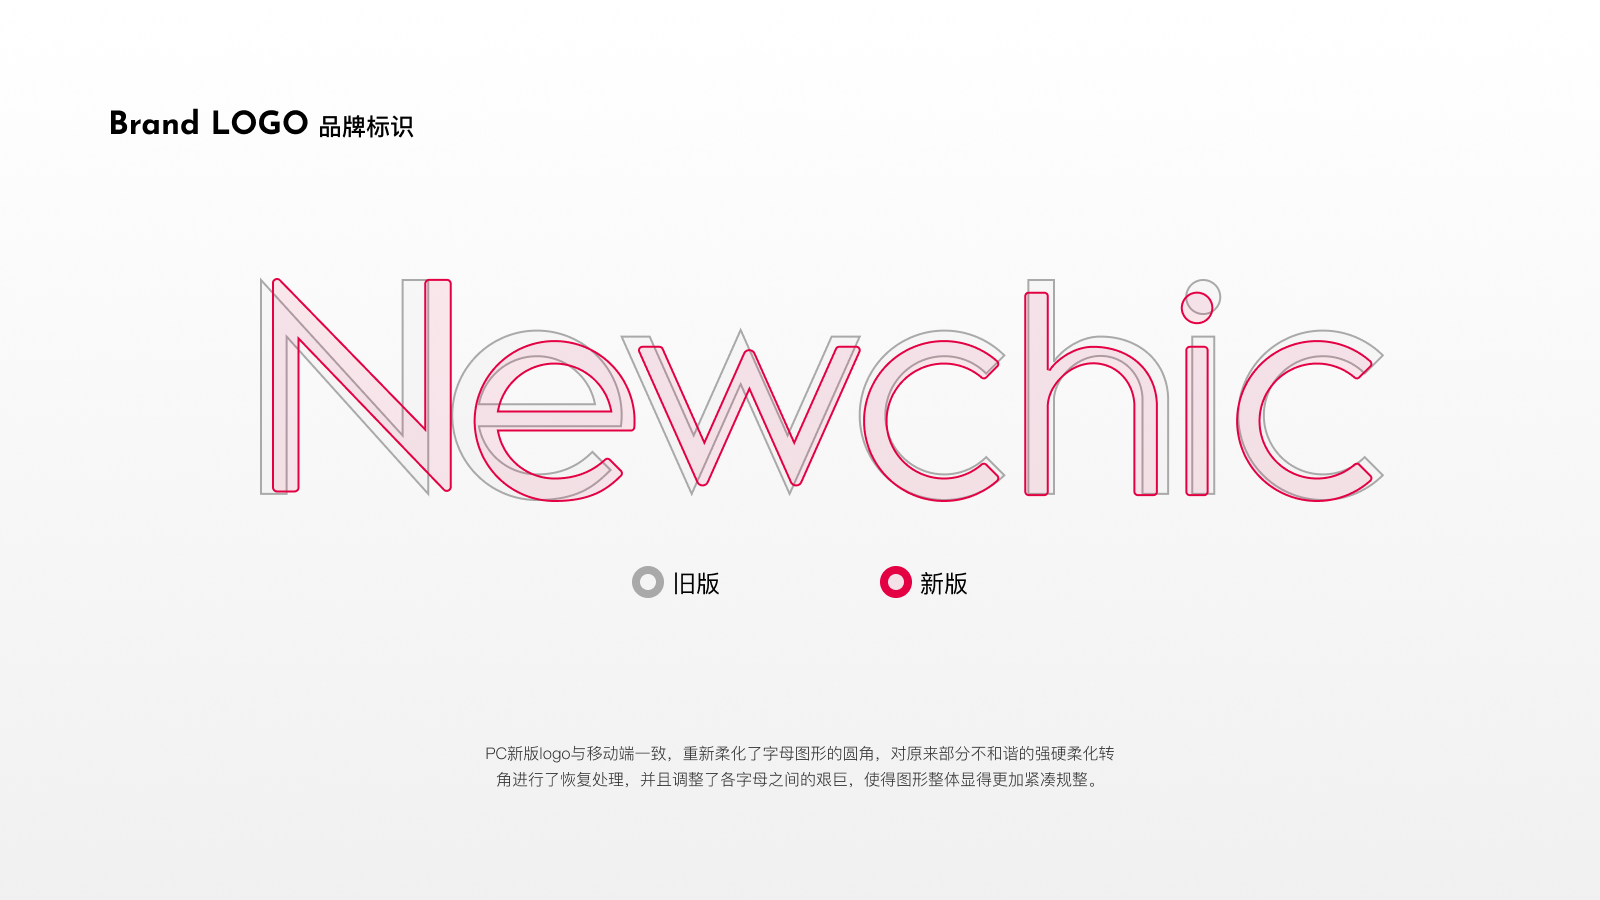 Brand LOGO 品牌标识
Newchic
旧版
新版
PC新版logo与移动端一致，重新柔化了字母图形的圆角，对原来部分不和谐的强硬柔化转
角进行了恢复处理，并且调整了各字母之间的艰巨，使得图形整体显得更加紧凑规整。